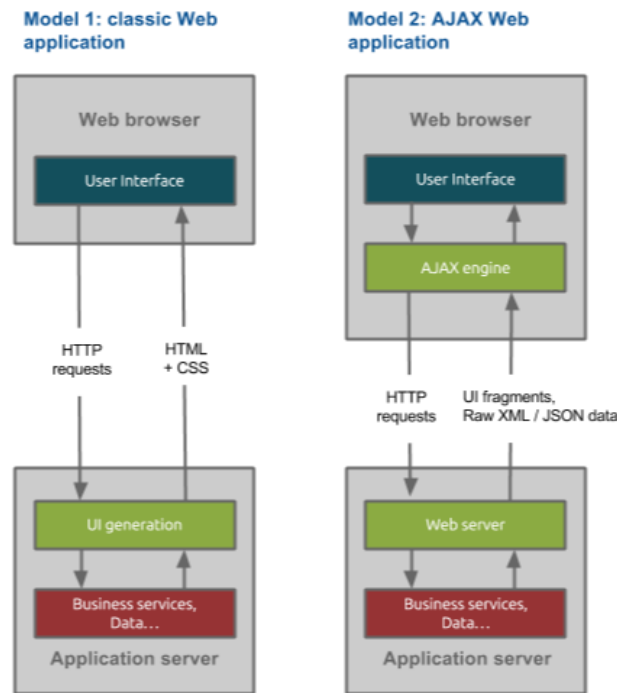 Model 1: classic Web
application
Web browser
User Interface
HTTP
requests
HTML
+ CSS
UI generation
Business services,
Data...
Application server
Model 2: AJAX Web
application
Web browser
User Interface
AJAX engine
HTTP
requests
UI fragments,
Raw XML / JSON data
Web server
Business services,
Data...
Application server